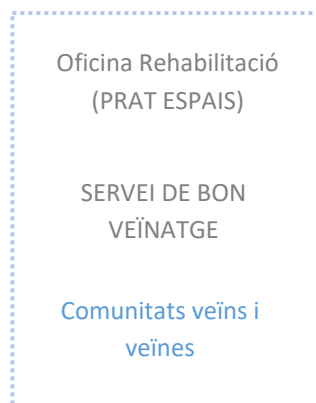 Oficina Rehabilitació
(PRAT ESPAIS)
SERVEI DE BON
VEÏNATGE
Comunitats veïns i
veïnes